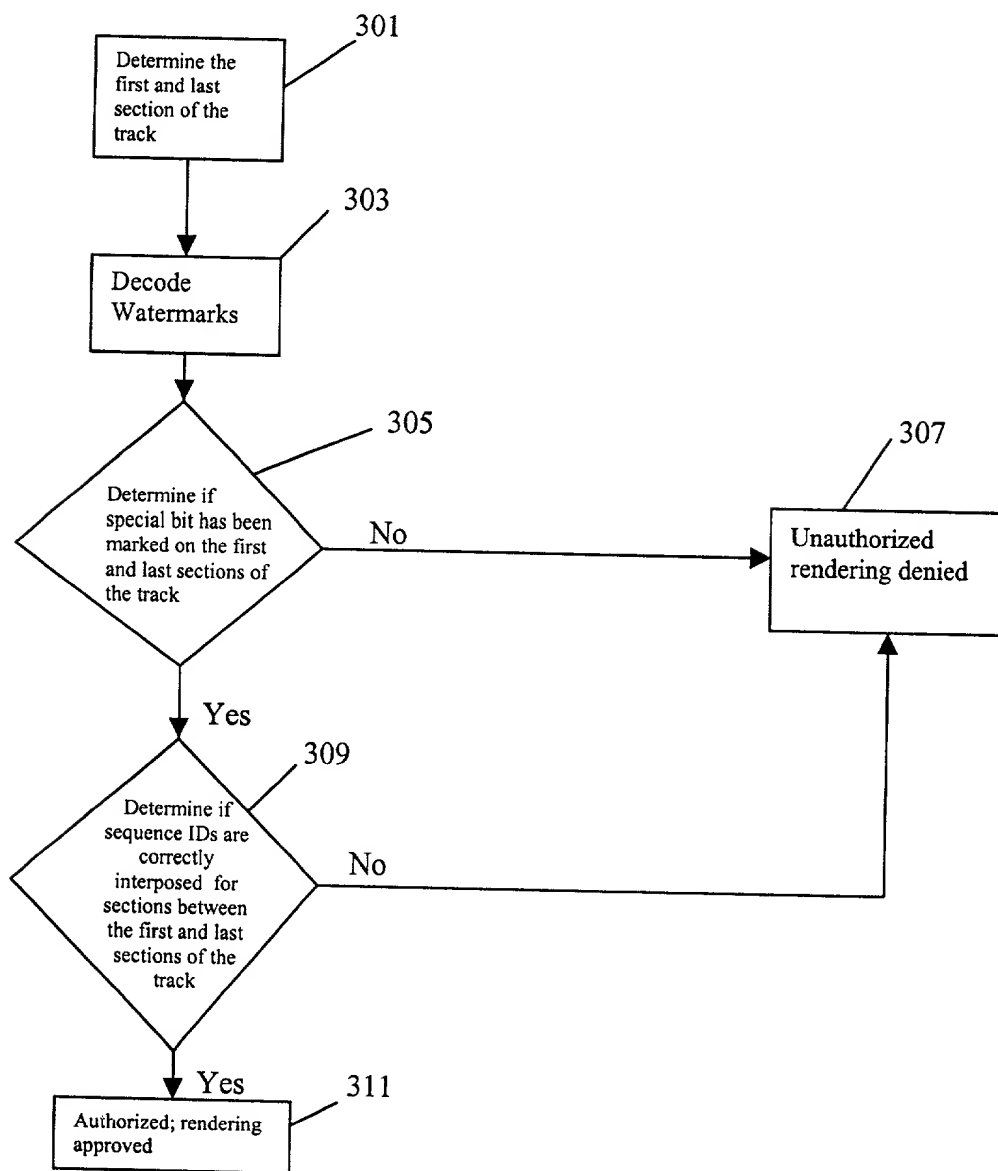 301
Determine the
first and last
section of the
track
303
Decode
Watermarks
305
Determine if
special bit has been
marked on the first
and last sections of
the track
No
307
Unauthorized
rendering denied
Yes
309
Determine if
sequence IDs are
correctly
interposed for
sections between
the first and last
sections of the
track
No
Yes
311
Authorized; rendering
approved